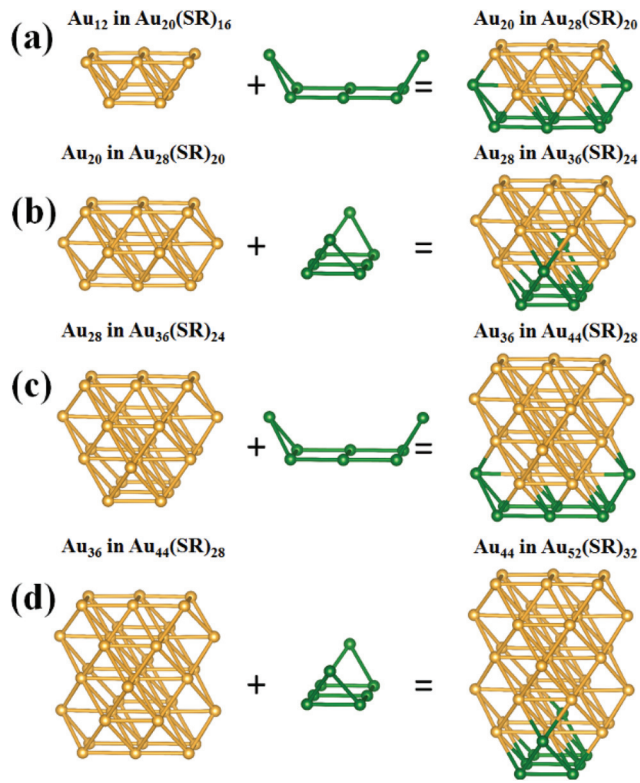 (a)
Au₁₂ in Au₂₀(SR)₁₆
+
=
Au₂₀ in Au₂₈(SR)₂₀
(b)
Au₂₀ in Au₂₈(SR)₂₀
+
=
Au₂₈ in Au₃₆(SR)₂₄
(c)
Au₂₈ in Au₃₆(SR)₂₄
+
=
Au₃₆ in Au₄₄(SR)₂₈
(d)
Au₃₆ in Au₄₄(SR)₂₈
+
=
Au₄₄ in Au₅₂(SR)₃₂